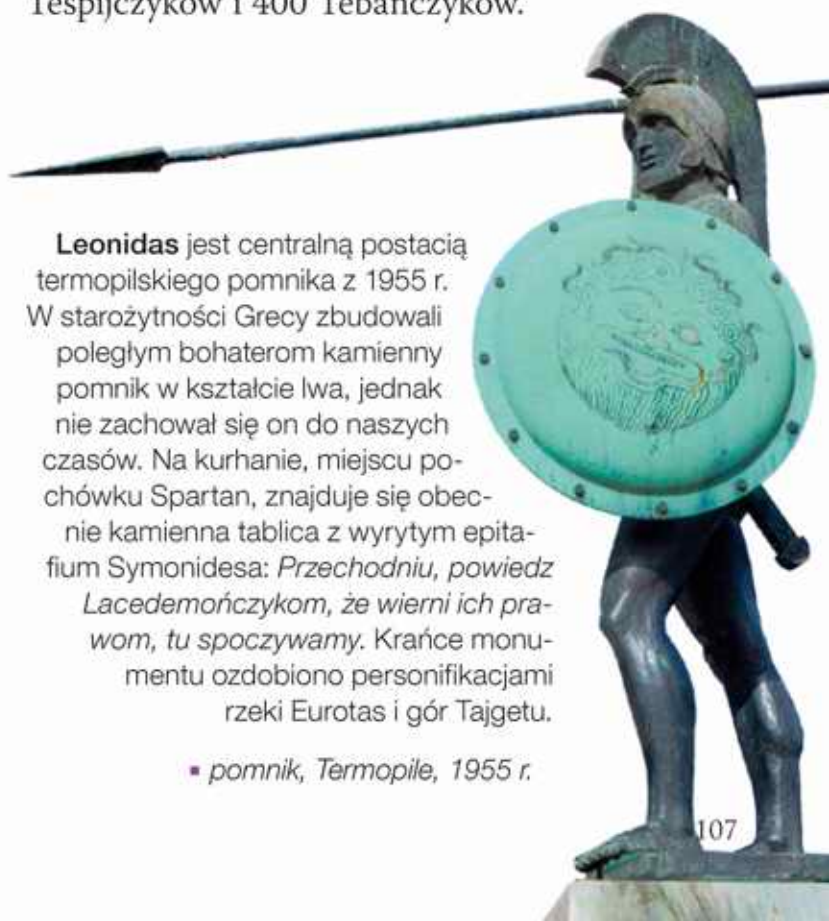 Tespijczyków i 400 Tebańczyków.
Leonidas jest centralną postacią
termopilskiego pomnika z 1955 r.
W starożytności Grecy zbudowali
poległym bohaterom kamienny
pomnik w kształcie lwa, jednak
nie zachował się on do naszych
czasów. Na kurhanie, miejscu po-
chówku Spartan, znajduje się obec-
nie kamienna tablica z wyrytym epita-
fium Symonidesa: Przechodniu, powiedz
Lacedemończykom, że wierni ich pra-
wom, tu spoczywamy. Krańce monu-
mentu ozdobiono personifikacjami
rzeki Eurotas i gór Tajgetu.
▪ pomnik, Termopile, 1955 r.
107